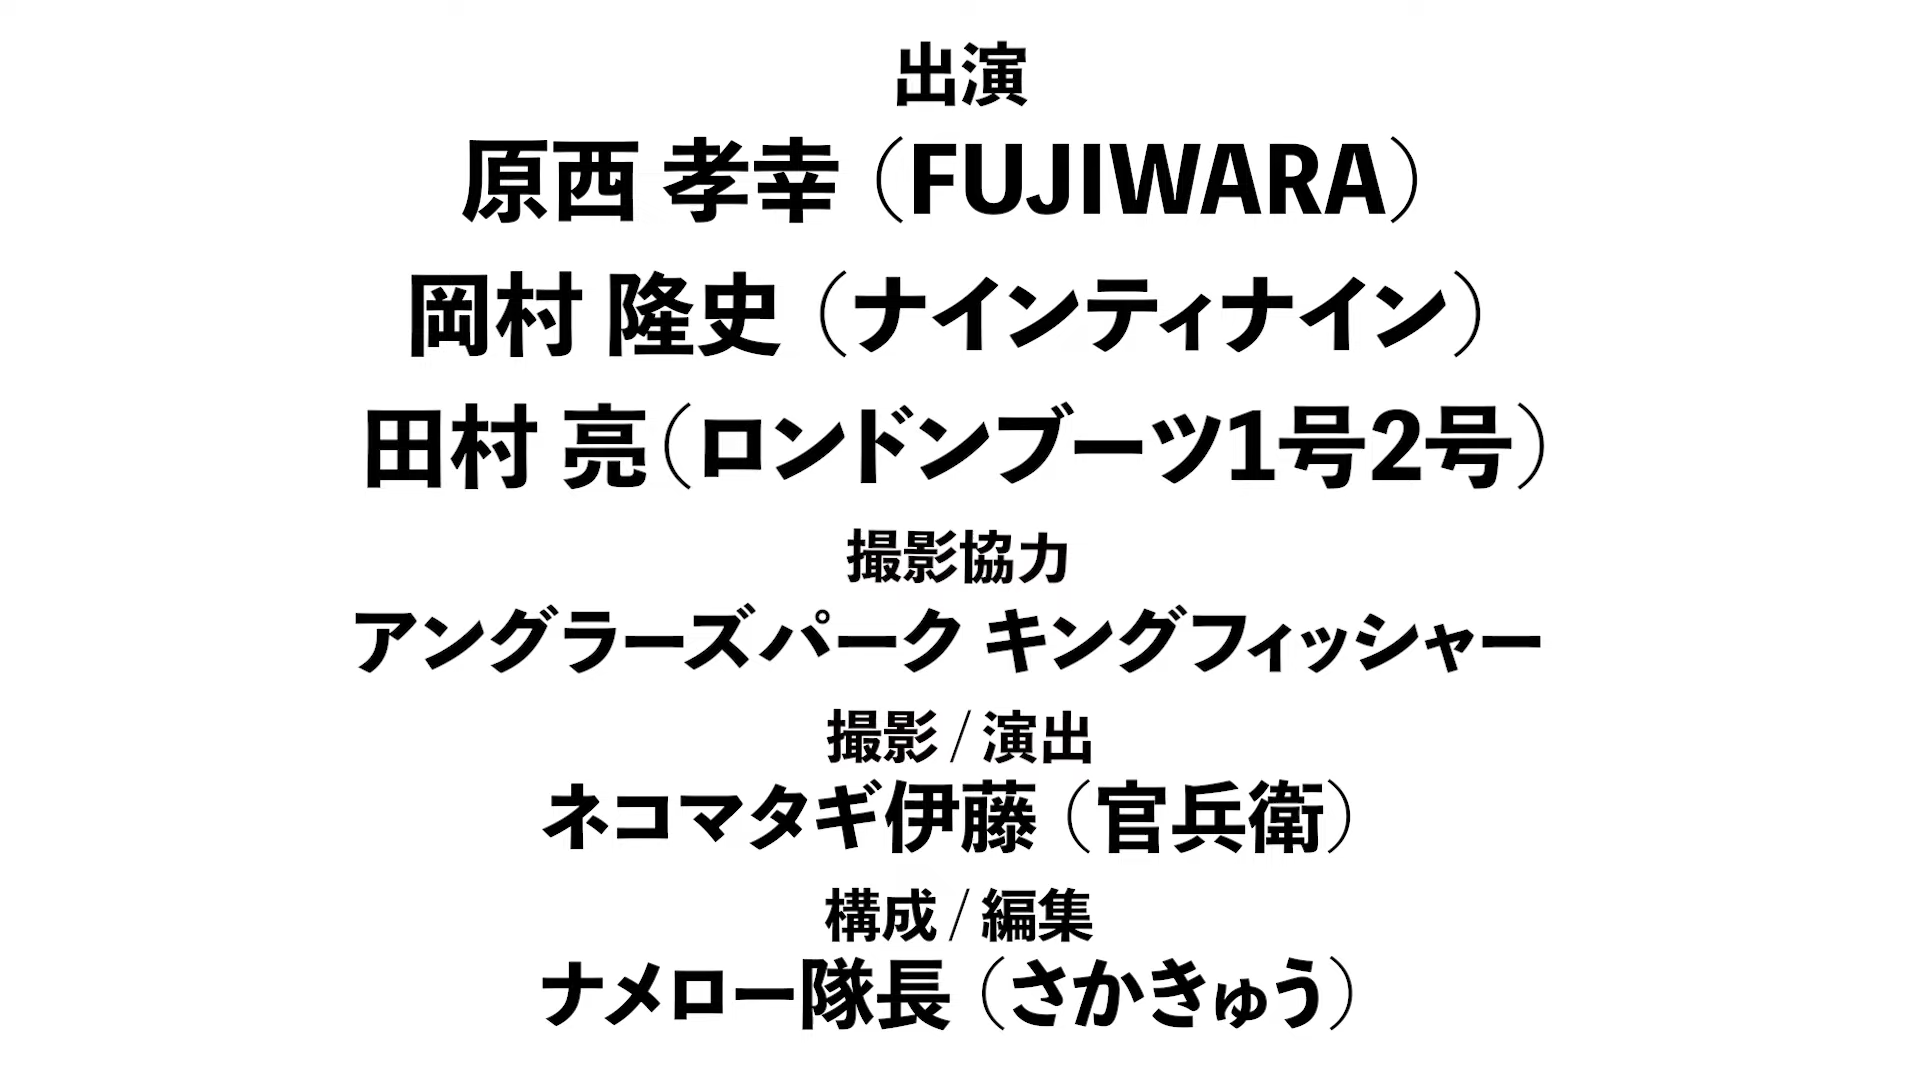 出演
原西 孝幸（FUJIWARA）
岡村 隆史（ナインティナイン）
田村 亮（ロンドンブーツ1号2号）
撮影協力
アングラーズパーク キングフィッシャー
撮影 / 演出
ネコマタギ伊藤（官兵衛）
構成 / 編集
ナメロー隊長（さかきゅう）